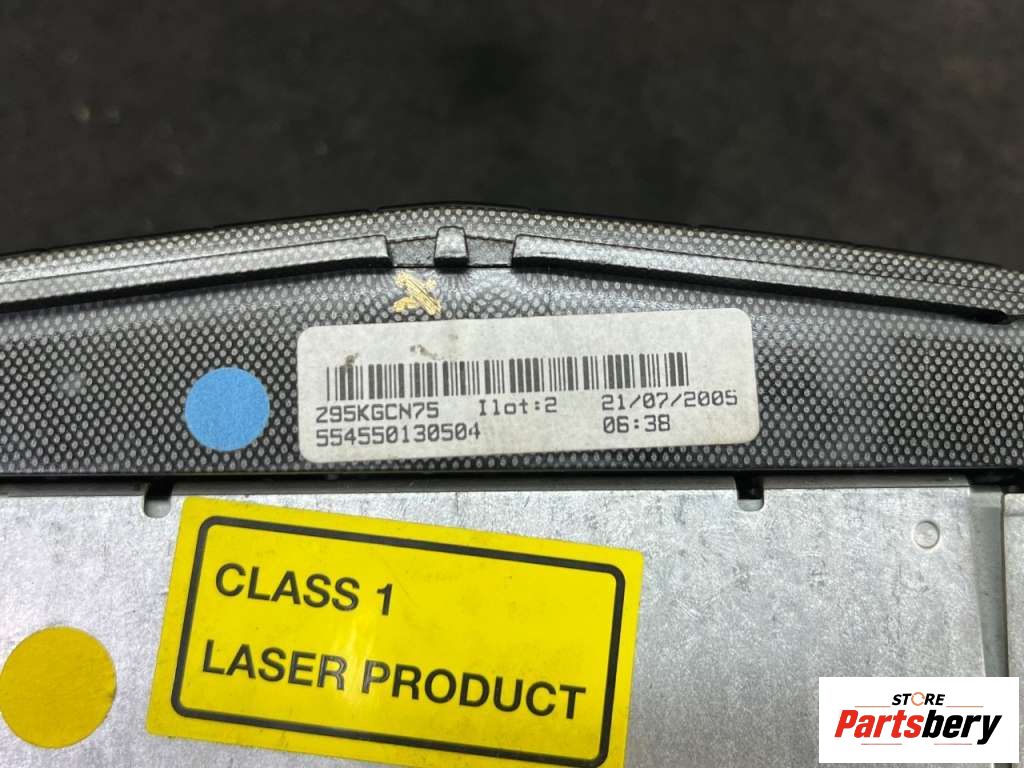 Z95KGCN75 Ilot:2 21/07/2005
554550130504 06:38
CLASS 1
LASER PRODUCT
STORE
Partsbery